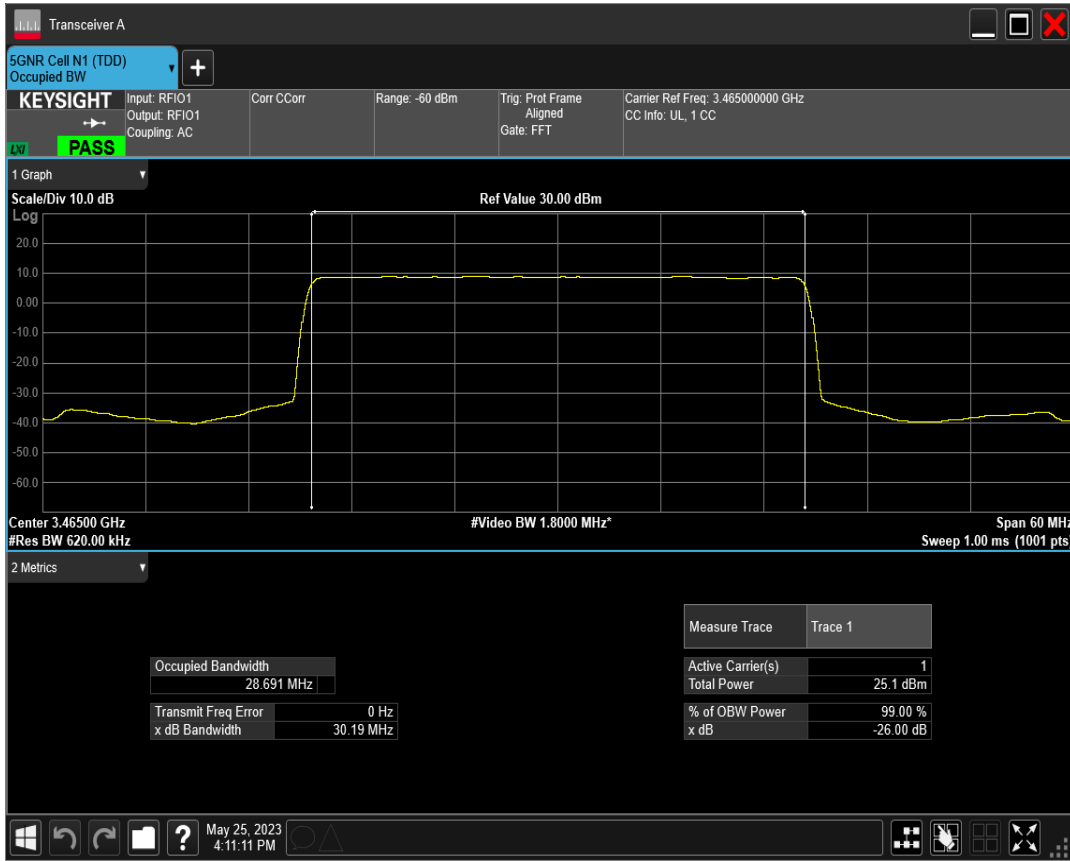 Transceiver A
5GNR Cell N1 (TDD)
Occupied BW
+
KEYSIGHT
LXI
PASS
Input: RFIO1
Output: RFIO1
Coupling: AC
Corr CCorr
Range: -60 dBm
Trig: Prot Frame
Aligned
Gate: FFT
Carrier Ref Freq: 3.465000000 GHz
CC Info: UL, 1 CC
1 Graph
Scale/Div 10.0 dB
Ref Value 30.00 dBm
Log
20.0
10.0
0.00
-10.0
-20.0
-30.0
-40.0
-50.0
-60.0
Center 3.46500 GHz
#Video BW 1.8000 MHz*
Span 60 MHz
#Res BW 620.00 kHz
Sweep 1.00 ms (1001 pts)
2 Metrics
Measure Trace Trace 1
Occupied Bandwidth
28.691 MHz
Active Carrier(s) 1
Total Power 25.1 dBm
Transmit Freq Error 0 Hz
x dB Bandwidth 30.19 MHz
% of OBW Power 99.00 %
x dB -26.00 dB
?
May 25, 2023
4:11:11 PM